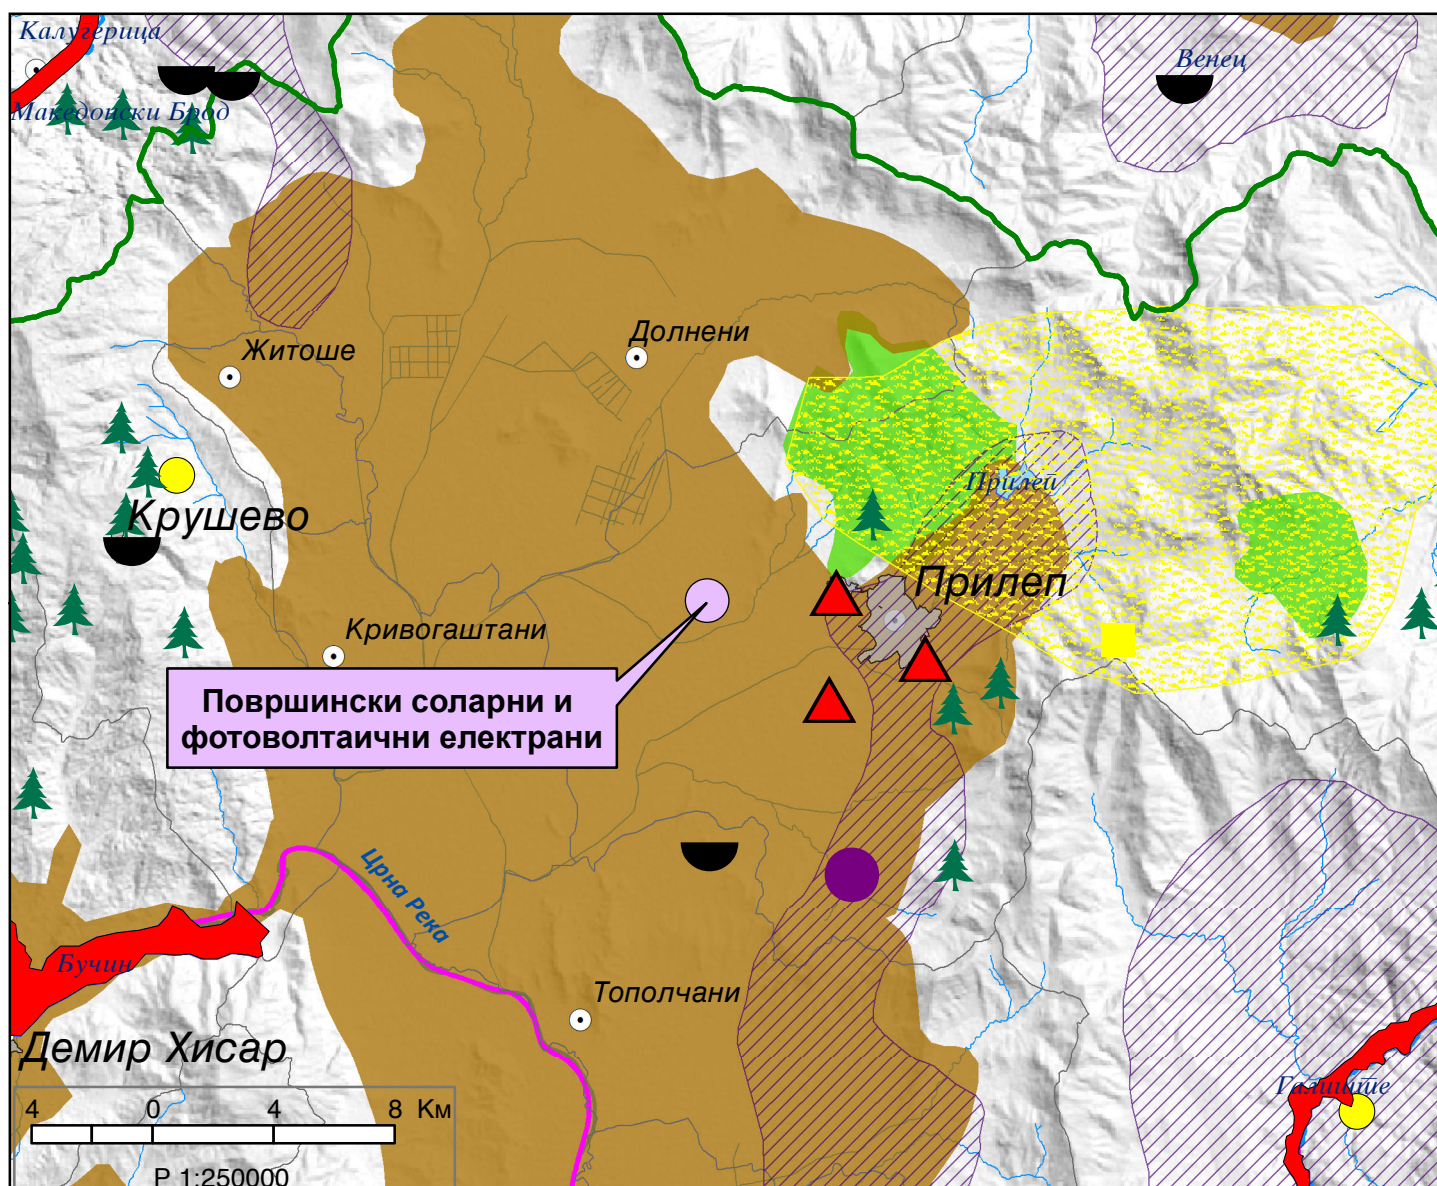 Калугерица
Венец
Македонски Брод
Долнени
Житоше
Прилеп
Крушево
Прилеп
Кривогаштани
Површински соларни и
фотоволтаични електрани
Црна Река
Бучин
Тополчани
Демир Хисар
Галиште
4 0 4 8 Км
Р 1:250000